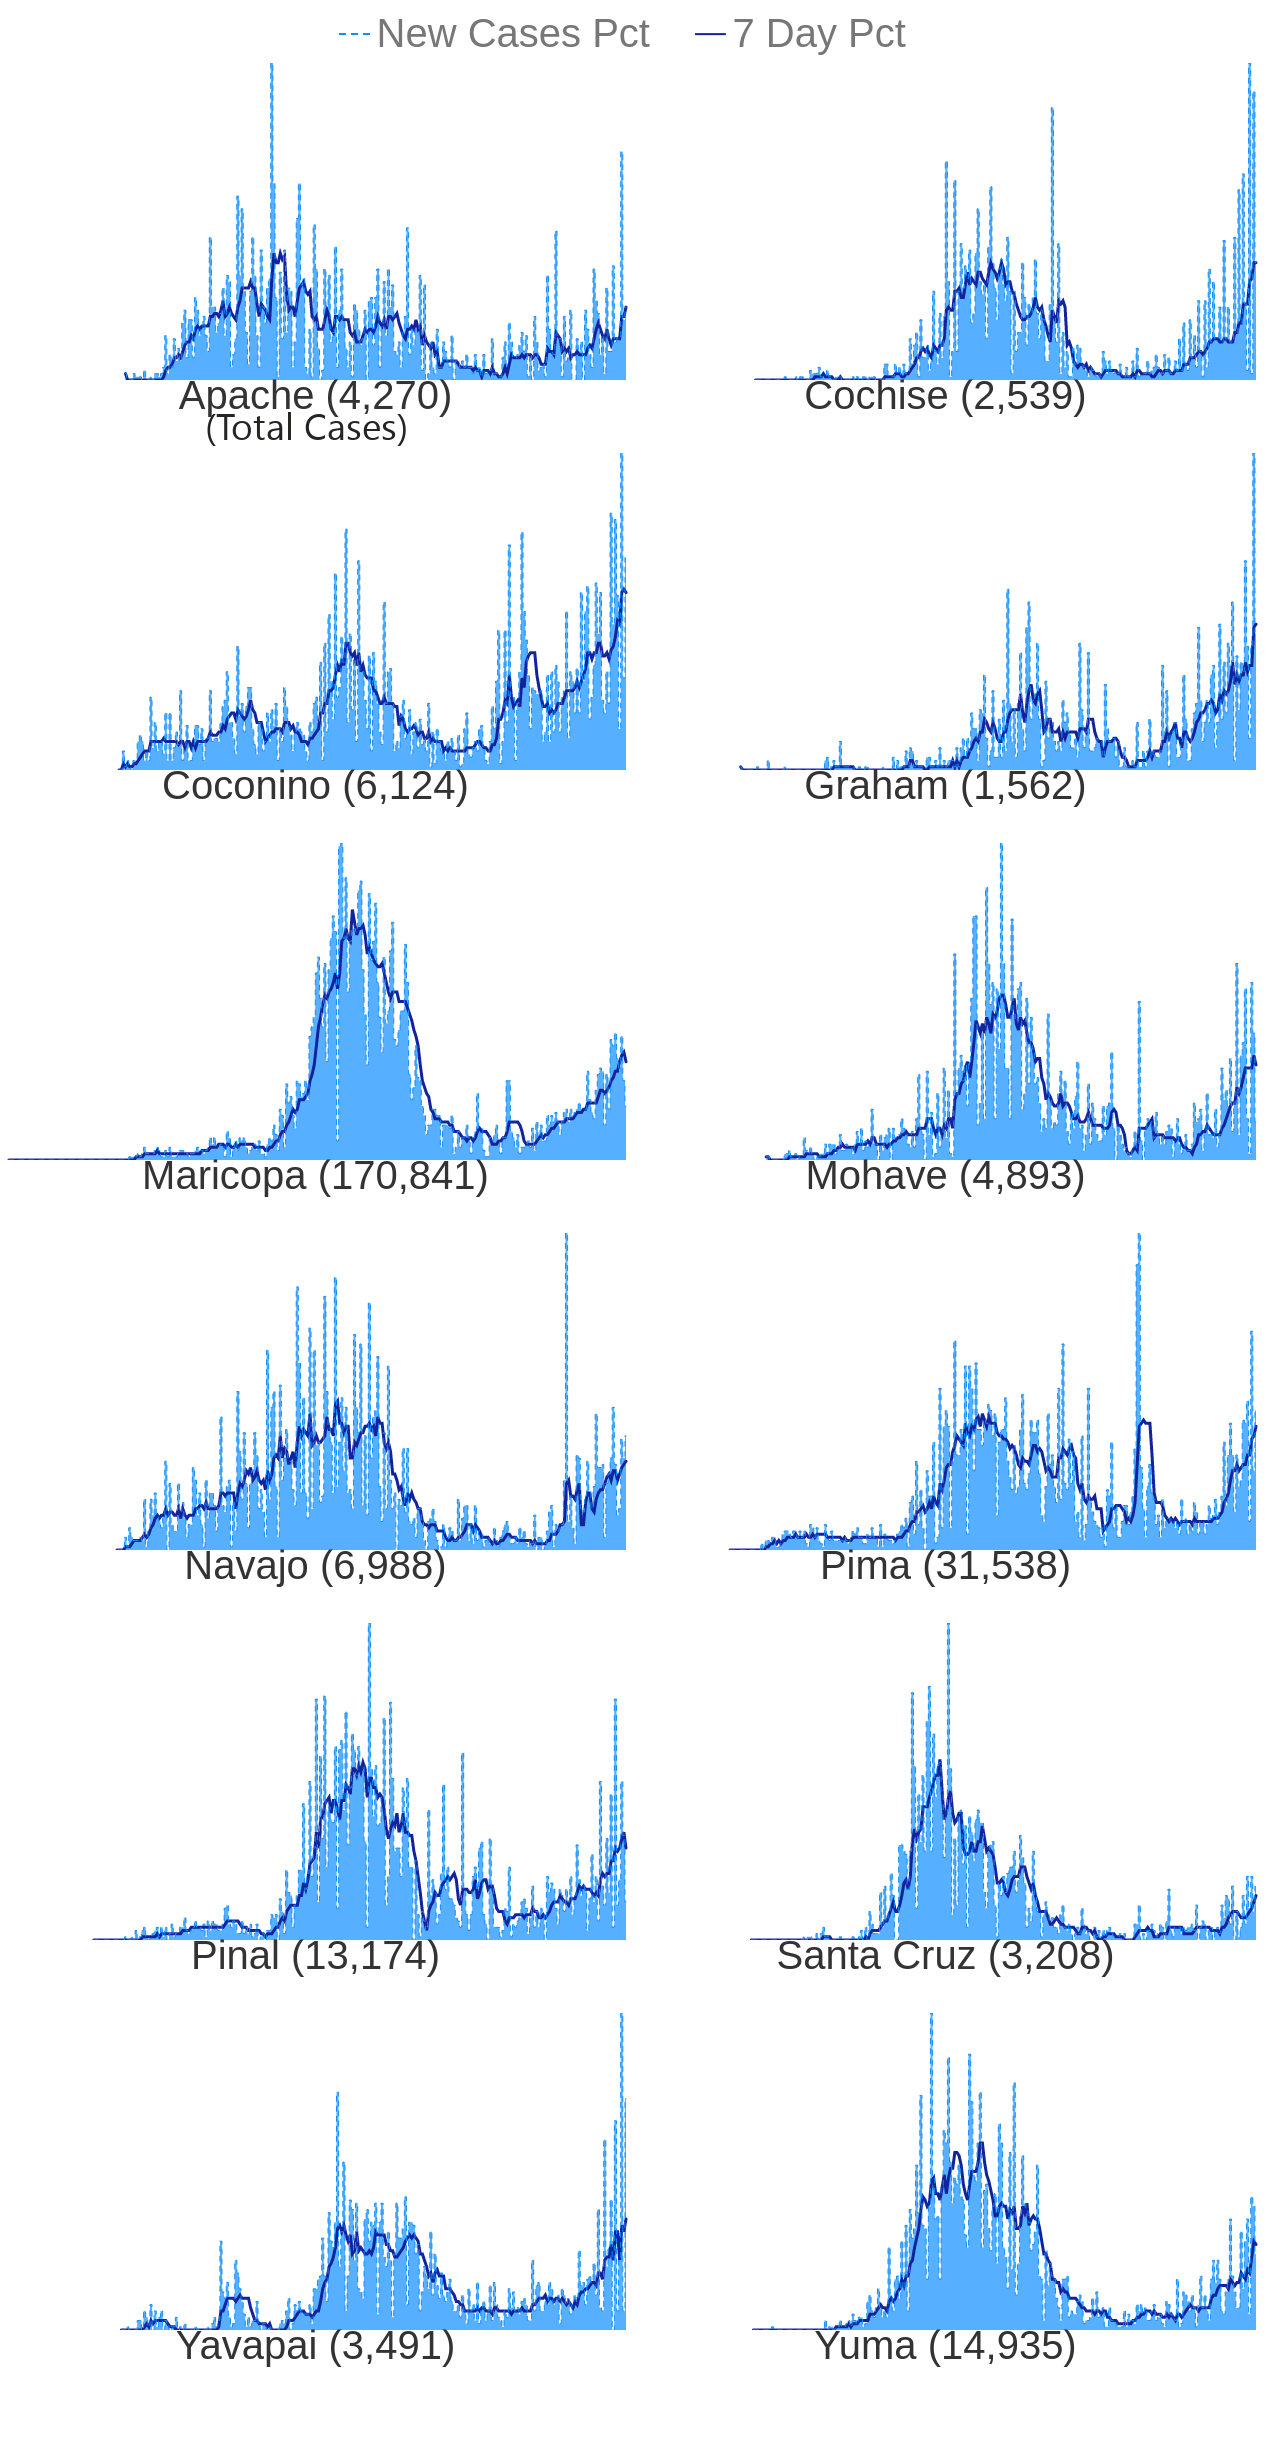 New Cases Pct 7 Day Pct
Apache (4,270) Cochise (2,539)
(Total Cases)
Coconino (6,124) Graham (1,562)
Maricopa (170,841) Mohave (4,893)
Navajo (6,988) Pima (31,538)
Pinal (13,174) Santa Cruz (3,208)
Yavapai (3,491) Yuma (14,935)